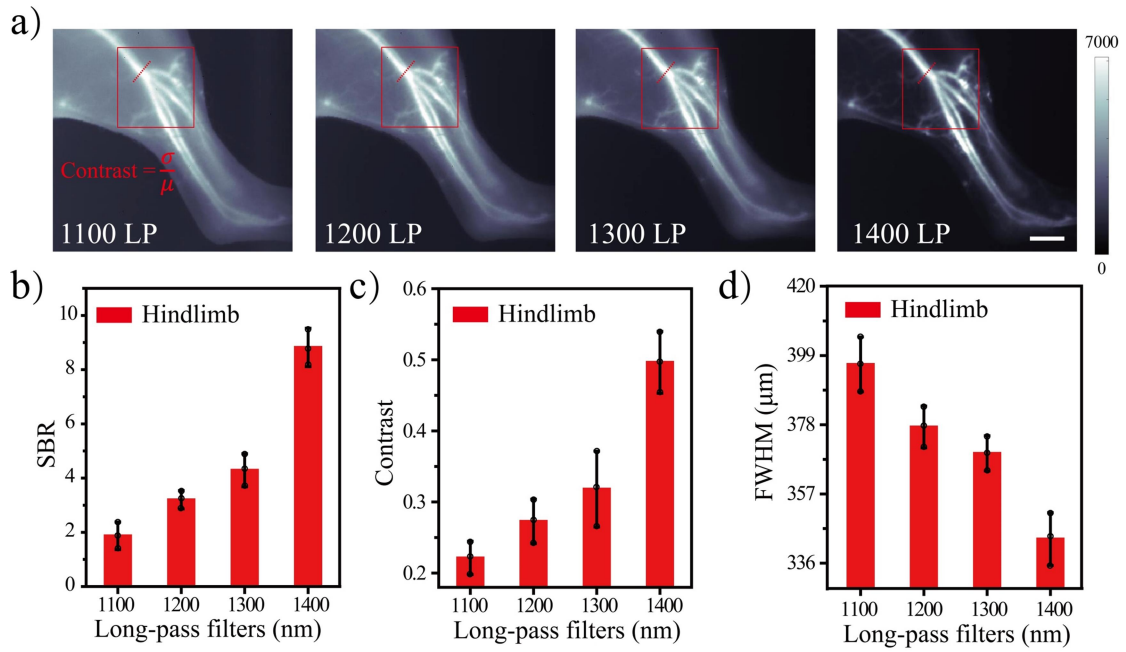 a)
7000
Contrast = σ/μ
1100 LP
1200 LP
1300 LP
1400 LP
0
b)
Hindlimb
10
8
6
4
2
0
SBR
1100 1200 1300 1400
Long-pass filters (nm)
c)
Hindlimb
0.6
0.5
0.4
0.3
0.2
Contrast
1100 1200 1300 1400
Long-pass filters (nm)
d)
Hindlimb
420
399
378
357
336
FWHM (μm)
1100 1200 1300 1400
Long-pass filters (nm)